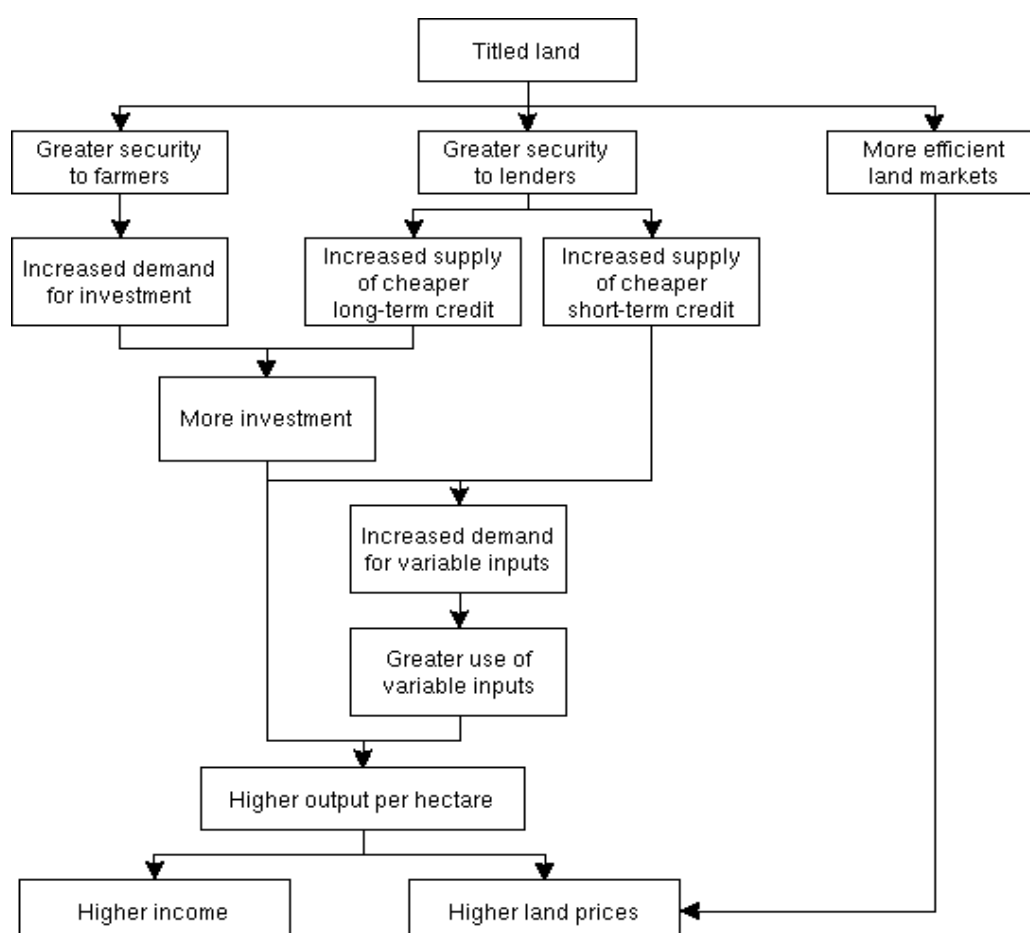 Titled land
Greater security
to farmers
Greater security
to lenders
More efficient
land markets
Increased demand
for investment
Increased supply
of cheaper
long-term credit
Increased supply
of cheaper
short-term credit
More investment
Increased demand
for variable inputs
Greater use of
variable inputs
Higher output per hectare
Higher income
Higher land prices